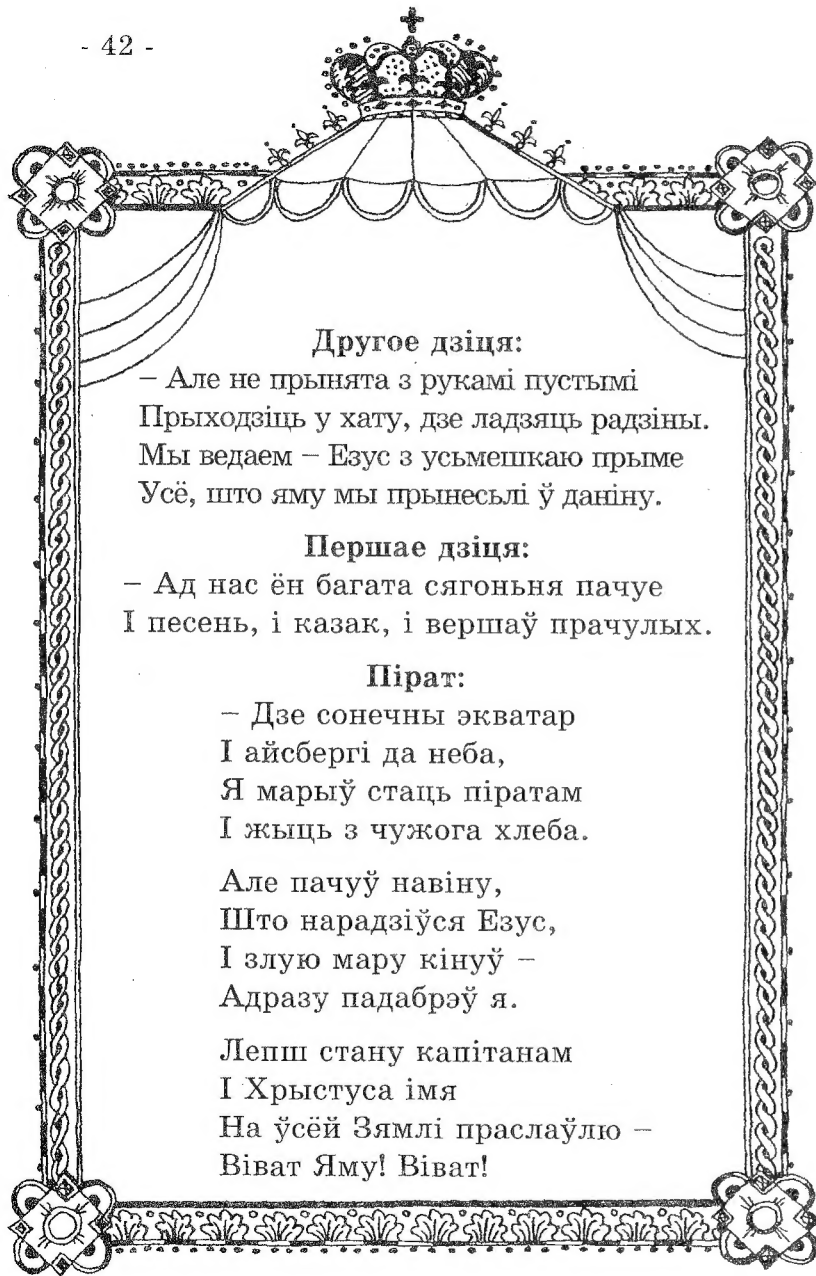 - 42 -
Другое дзіця:
– Але не прынята з рукамі пустымі
Прыходзіць у хату, дзе ладзяць радзіны.
Мы ведаем – Езус з усьмешкаю прыме
Усё, што яму мы прынесьлі ў даніну.
Першае дзіця:
– Ад нас ён багата сягоньня пачуе
І песень, і казак, і вершаў прачулых.
Пірат:
– Дзе сонечны экватар
І айсбергі да неба,
Я марыў стаць піратам
І жыць з чужога хлеба.
Але пачуў навіну,
Што нарадзіўся Езус,
І злую мару кінуў –
Адразу падабрэў я.
Лепш стану капітанам
І Хрыстуса імя
На ўсёй Зямлі праслаўлю –
Віват Яму! Віват!